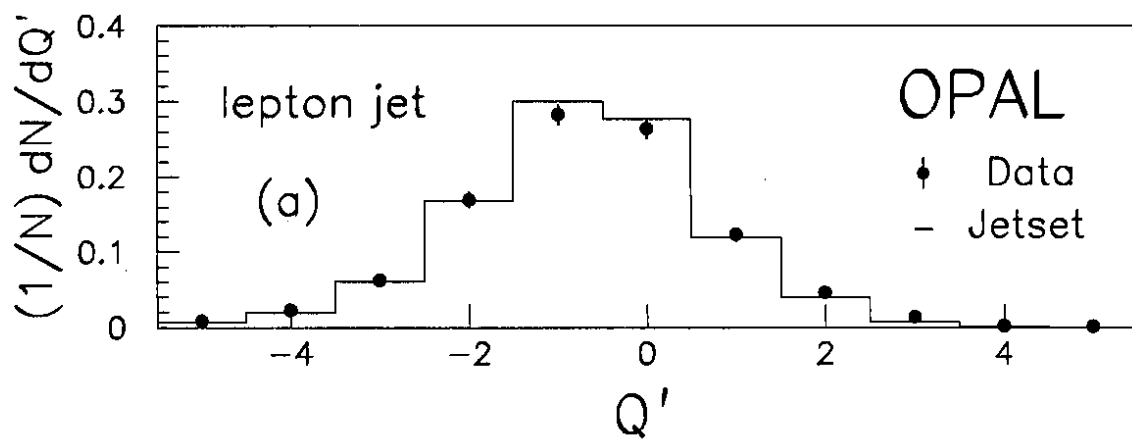 (1/N) dN/dQ'
0.4
0.3
0.2
0.1
0
lepton jet
(a)
OPAL
Data
– Jetset
−4 −2 0 2 4
Q'